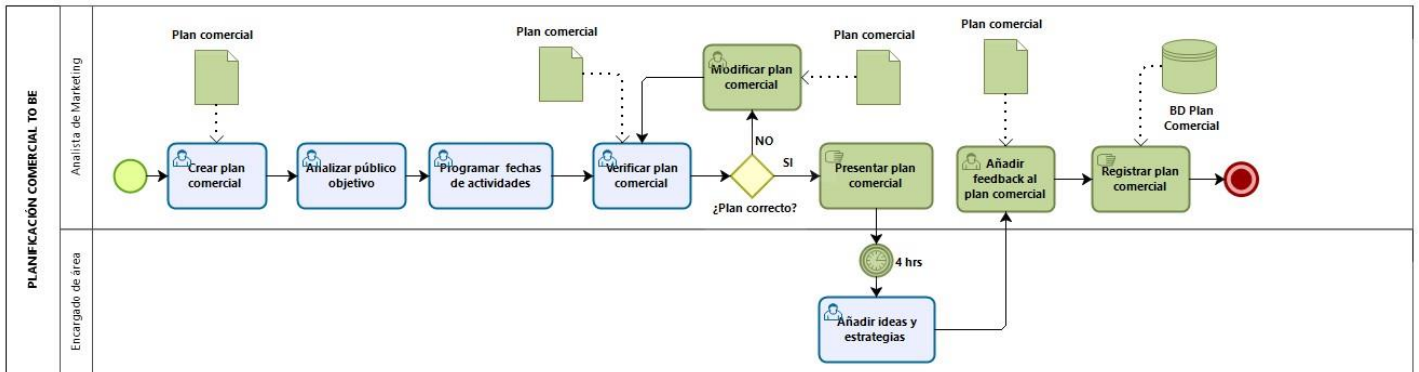 PLANIFICACIÓN COMERCIAL TO BE
Analista de Marketing
Plan comercial
Crear plan
comercial
Analizar público
objetivo
Programar fechas
de actividades
Plan comercial
Verificar plan
comercial
Modificar plan
comercial
Plan comercial
NO
SI
¿Plan correcto?
Presentar plan
comercial
Plan comercial
Añadir
feedback al
plan comercial
BD Plan
Comercial
Registrar plan
comercial
Encargado de área
4 hrs
Añadir ideas y
estrategias